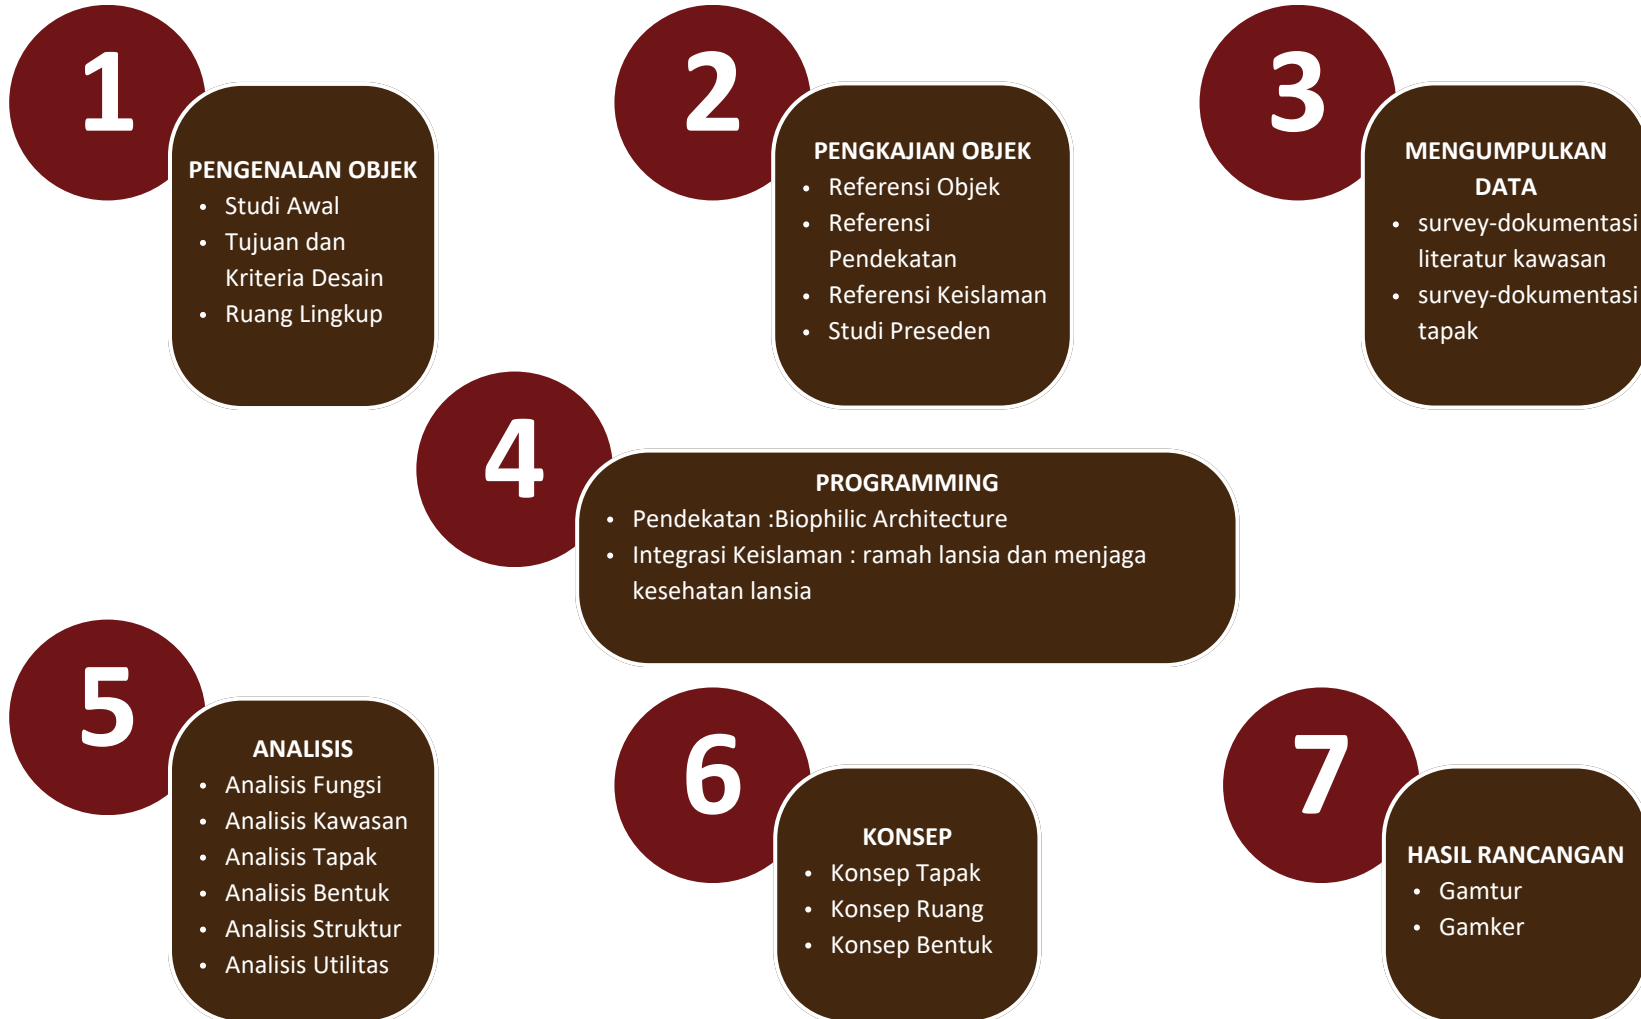 1
PENGENALAN OBJEK
• Studi Awal
• Tujuan dan
Kriteria Desain
• Ruang Lingkup
2
PENGKAJIAN OBJEK
• Referensi Objek
• Referensi
Pendekatan
• Referensi Keislaman
• Studi Preseden
3
MENGUMPULKAN
DATA
• survey-dokumentasi
literatur kawasan
• survey-dokumentasi
tapak
4
PROGRAMMING
• Pendekatan :Biophilic Architecture
• Integrasi Keislaman : ramah lansia dan menjaga
kesehatan lansia
5
ANALISIS
• Analisis Fungsi
• Analisis Kawasan
• Analisis Tapak
• Analisis Bentuk
• Analisis Struktur
• Analisis Utilitas
6
KONSEP
• Konsep Tapak
• Konsep Ruang
• Konsep Bentuk
7
HASIL RANCANGAN
• Gamtur
• Gamker